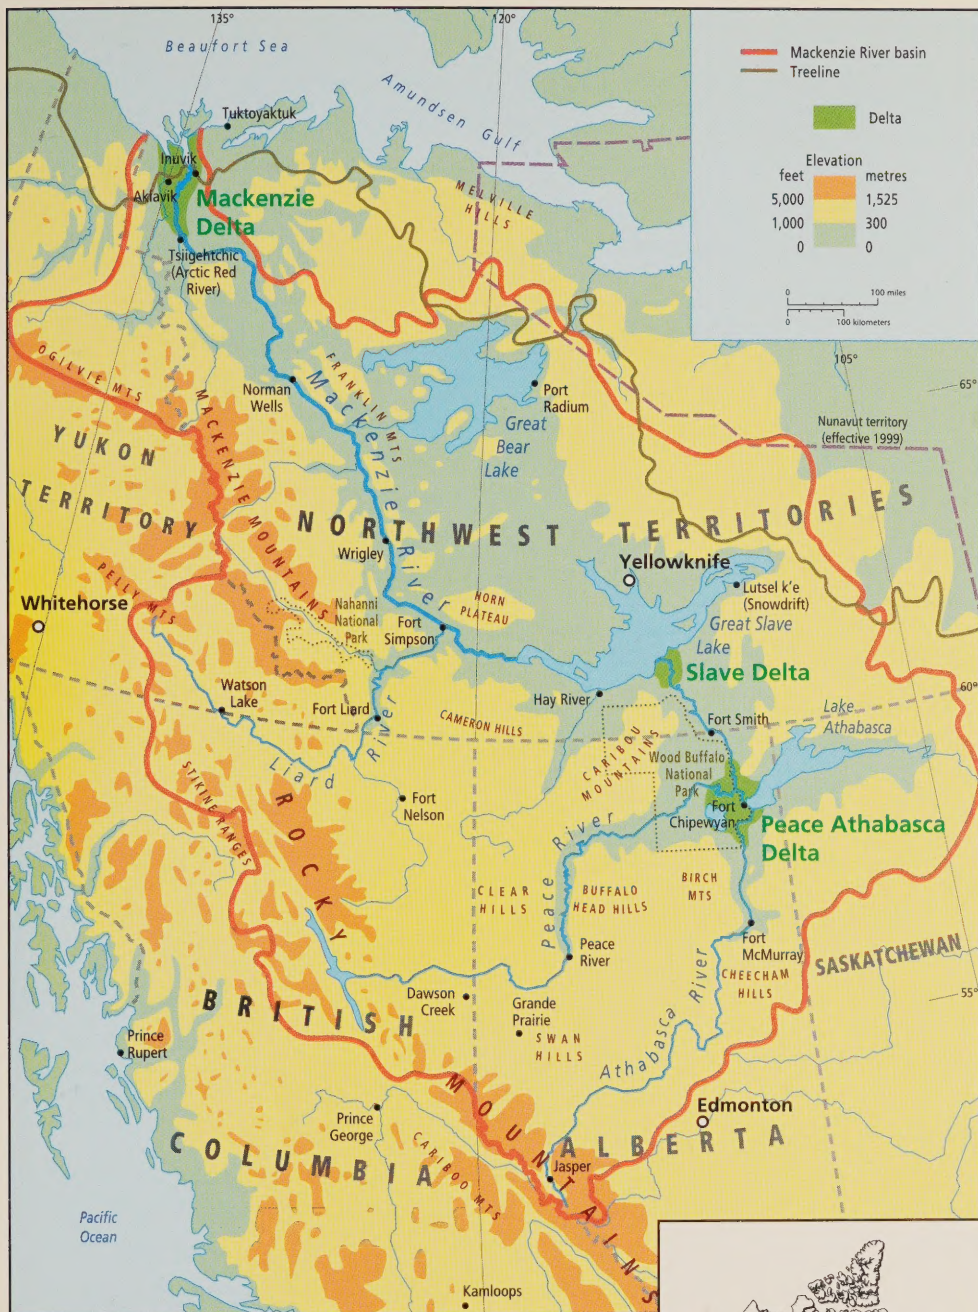 135°
120°
Beaufort Sea
Amundsen Gulf
Mackenzie River basin
Treeline
Delta
Elevation
feet metres
5,000 1,525
1,000 300
0 0
0 100 miles
0 100 kilometers
Tuktoyaktuk
Inuvik
Akfavik
Mackenzie
Delta
Tsiigehtchic
(Arctic Red
River)
MELVILLE
HILLS
105°
65°
OGILVIE MTS
Norman
Wells
FRANKLIN MTS
Mackenzie River
Port
Radium
Great
Bear
Lake
Nunavut territory
(effective 1999)
YUKON
TERRITORY
MACKENZIE MOUNTAINS
NORTHWEST TERRITORIES
Wrigley
Yellowknife
Lutsel k'e
(Snowdrift)
PELLY MTS
Whitehorse
Nahanni
National
Park
Fort
Simpson
HORN
PLATEAU
Great Slave
Lake
Slave Delta
Watson
Lake
Fort Liard
Hay River
60°
CAMERON HILLS
Fort Smith
Lake
Athabasca
Liard River
CARIBOU
MOUNTAINS
Wood Buffalo
National
Park
STIKINE RANGES
Fort
Nelson
Fort
Chipewyan
Peace Athabasca
Delta
ROCKY MOUNTAINS
Peace River
CLEAR
HILLS
BUFFALO
HEAD HILLS
BIRCH
MTS
Peace
River
Fort
McMurray
SASKATCHEWAN
CHEECHAM
HILLS
55°
Dawson
Creek
Grande
Prairie
SWAN
HILLS
Athabasca River
BRITISH
COLUMBIA
Prince
Rupert
Prince
George
CARIBOO MTS
Edmonton
ALBERTA
Jasper
Pacific
Ocean
Kamloops